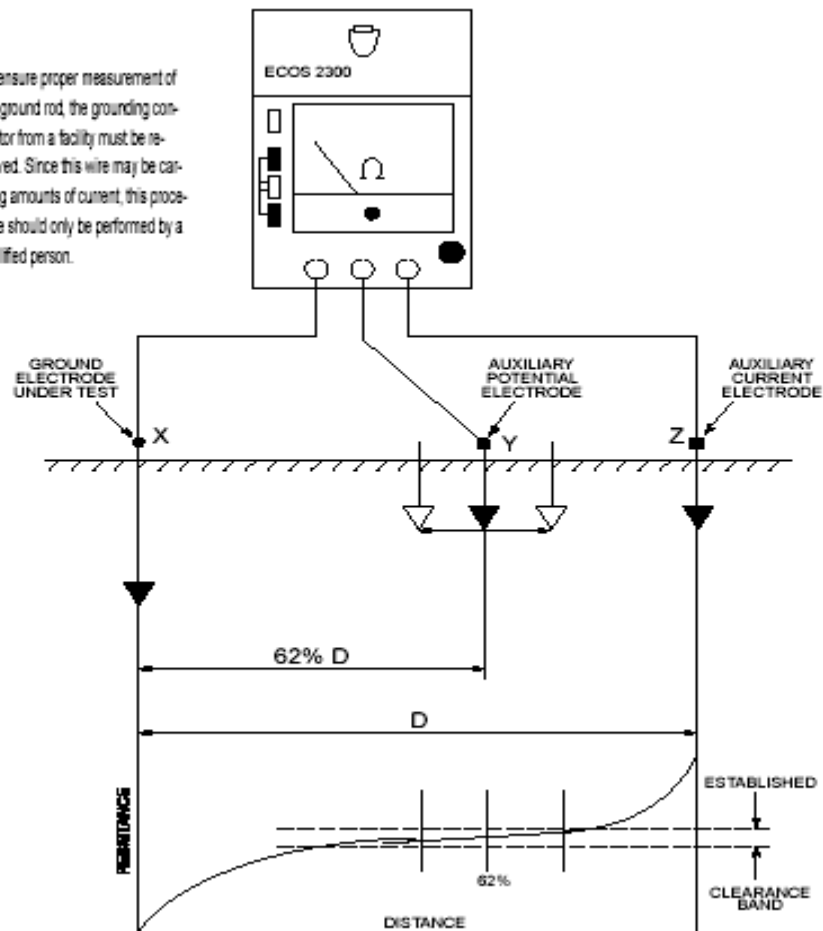 ensure proper measurement of
ground rod, the grounding con-
tor from a facility must be re-
ved. Since this wire may be car-
g amounts of current, this proce-
e should only be performed by a
lified person.
ECOS 2300
Ω
GROUND
ELECTRODE
UNDER TEST
AUXILIARY
POTENTIAL
ELECTRODE
AUXILIARY
CURRENT
ELECTRODE
X
Y
Z
62% D
D
ESTABLISHED
62%
CLEARANCE
BAND
DISTANCE